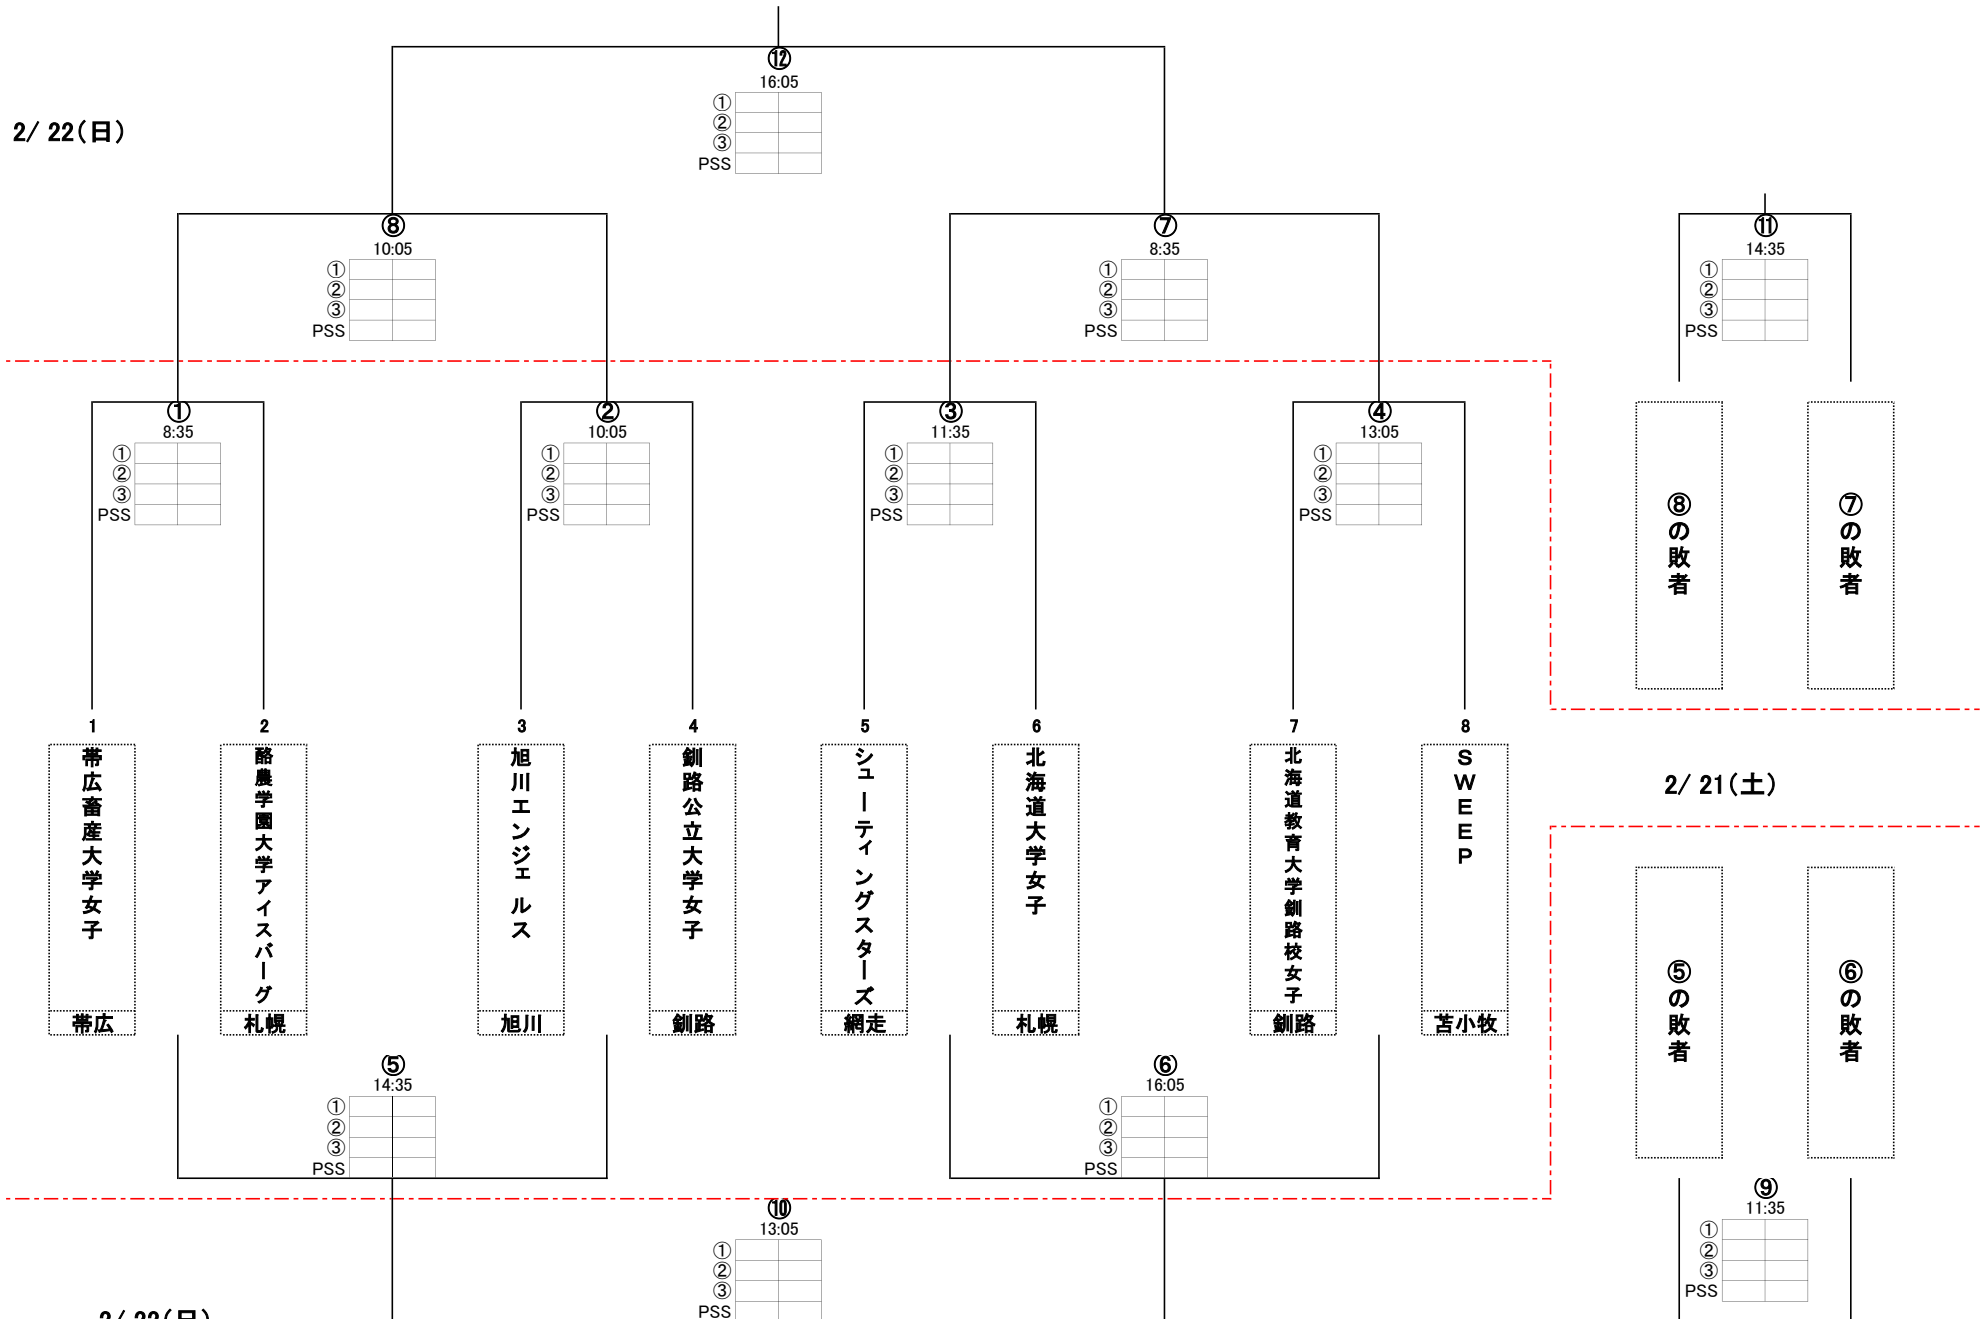 ⑫
16:05
①
②
③
PSS
2/ 22(日)
⑧
10:05
①
②
③
PSS
⑦
8:35
①
②
③
PSS
⑪
14:35
①
②
③
PSS
①
8:35
①
②
③
PSS
②
10:05
①
②
③
PSS
③
11:35
①
②
③
PSS
④
13:05
①
②
③
PSS
⑧の敗者
⑦の敗者
1
2
3
4
5
6
7
8
帯広畜産大学女子
酪農学園大学アイスバーグ
旭川エンジェルス
釧路公立大学女子
シューティングスターズ
北海道大学女子
北海道教育大学釧路校女子
SWEEP
帯広
札幌
旭川
釧路
網走
札幌
釧路
苫小牧
2/ 21(土)
⑤の敗者
⑥の敗者
⑤
14:35
①
②
③
PSS
⑥
16:05
①
②
③
PSS
⑨
11:35
①
②
③
PSS
⑩
13:05
①
②
③
PSS
2/ 22(日)